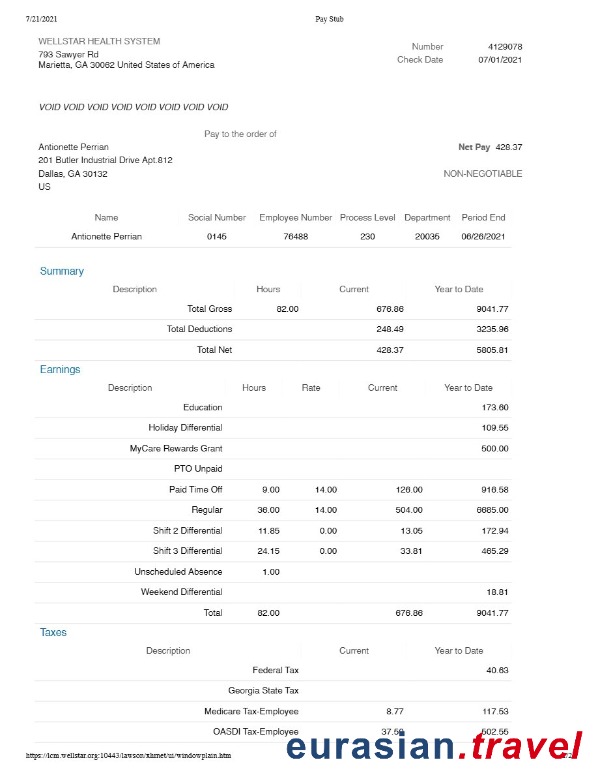 7/21/2021 Pay Stub
WELLSTAR HEALTH SYSTEM
793 Sawyer Rd
Marietta, GA 30062 United States of America
Number 4129078
Check Date 07/01/2021
VOID VOID VOID VOID VOID VOID VOID VOID
Pay to the order of
Antionette Perrian
201 Butler Industrial Drive Apt.812
Dallas, GA 30132
US
Net Pay 428.37
NON-NEGOTIABLE
Name Social Number Employee Number Process Level Department Period End
Antionette Perrian 0145 76488 230 20035 06/26/2021
Summary
Description Hours Current Year to Date
Total Gross 82.00 676.86 9041.77
Total Deductions 248.49 3235.96
Total Net 428.37 5805.81
Earnings
Description Hours Rate Current Year to Date
Education 173.60
Holiday Differential 109.55
MyCare Rewards Grant 500.00
PTO Unpaid
Paid Time Off 9.00 14.00 126.00 916.58
Regular 36.00 14.00 504.00 6685.00
Shift 2 Differential 11.85 0.00 13.05 172.94
Shift 3 Differential 24.15 0.00 33.81 465.29
Unscheduled Absence 1.00
Weekend Differential 18.81
Total 82.00 676.86 9041.77
Taxes
Description Current Year to Date
Federal Tax 40.63
Georgia State Tax
Medicare Tax-Employee 8.77 117.53
OASDI Tax-Employee 502.55
https://lcm.wellstar.org:10443/lawson/xhrnet/ui/windowplain.htm
eurasian.travel